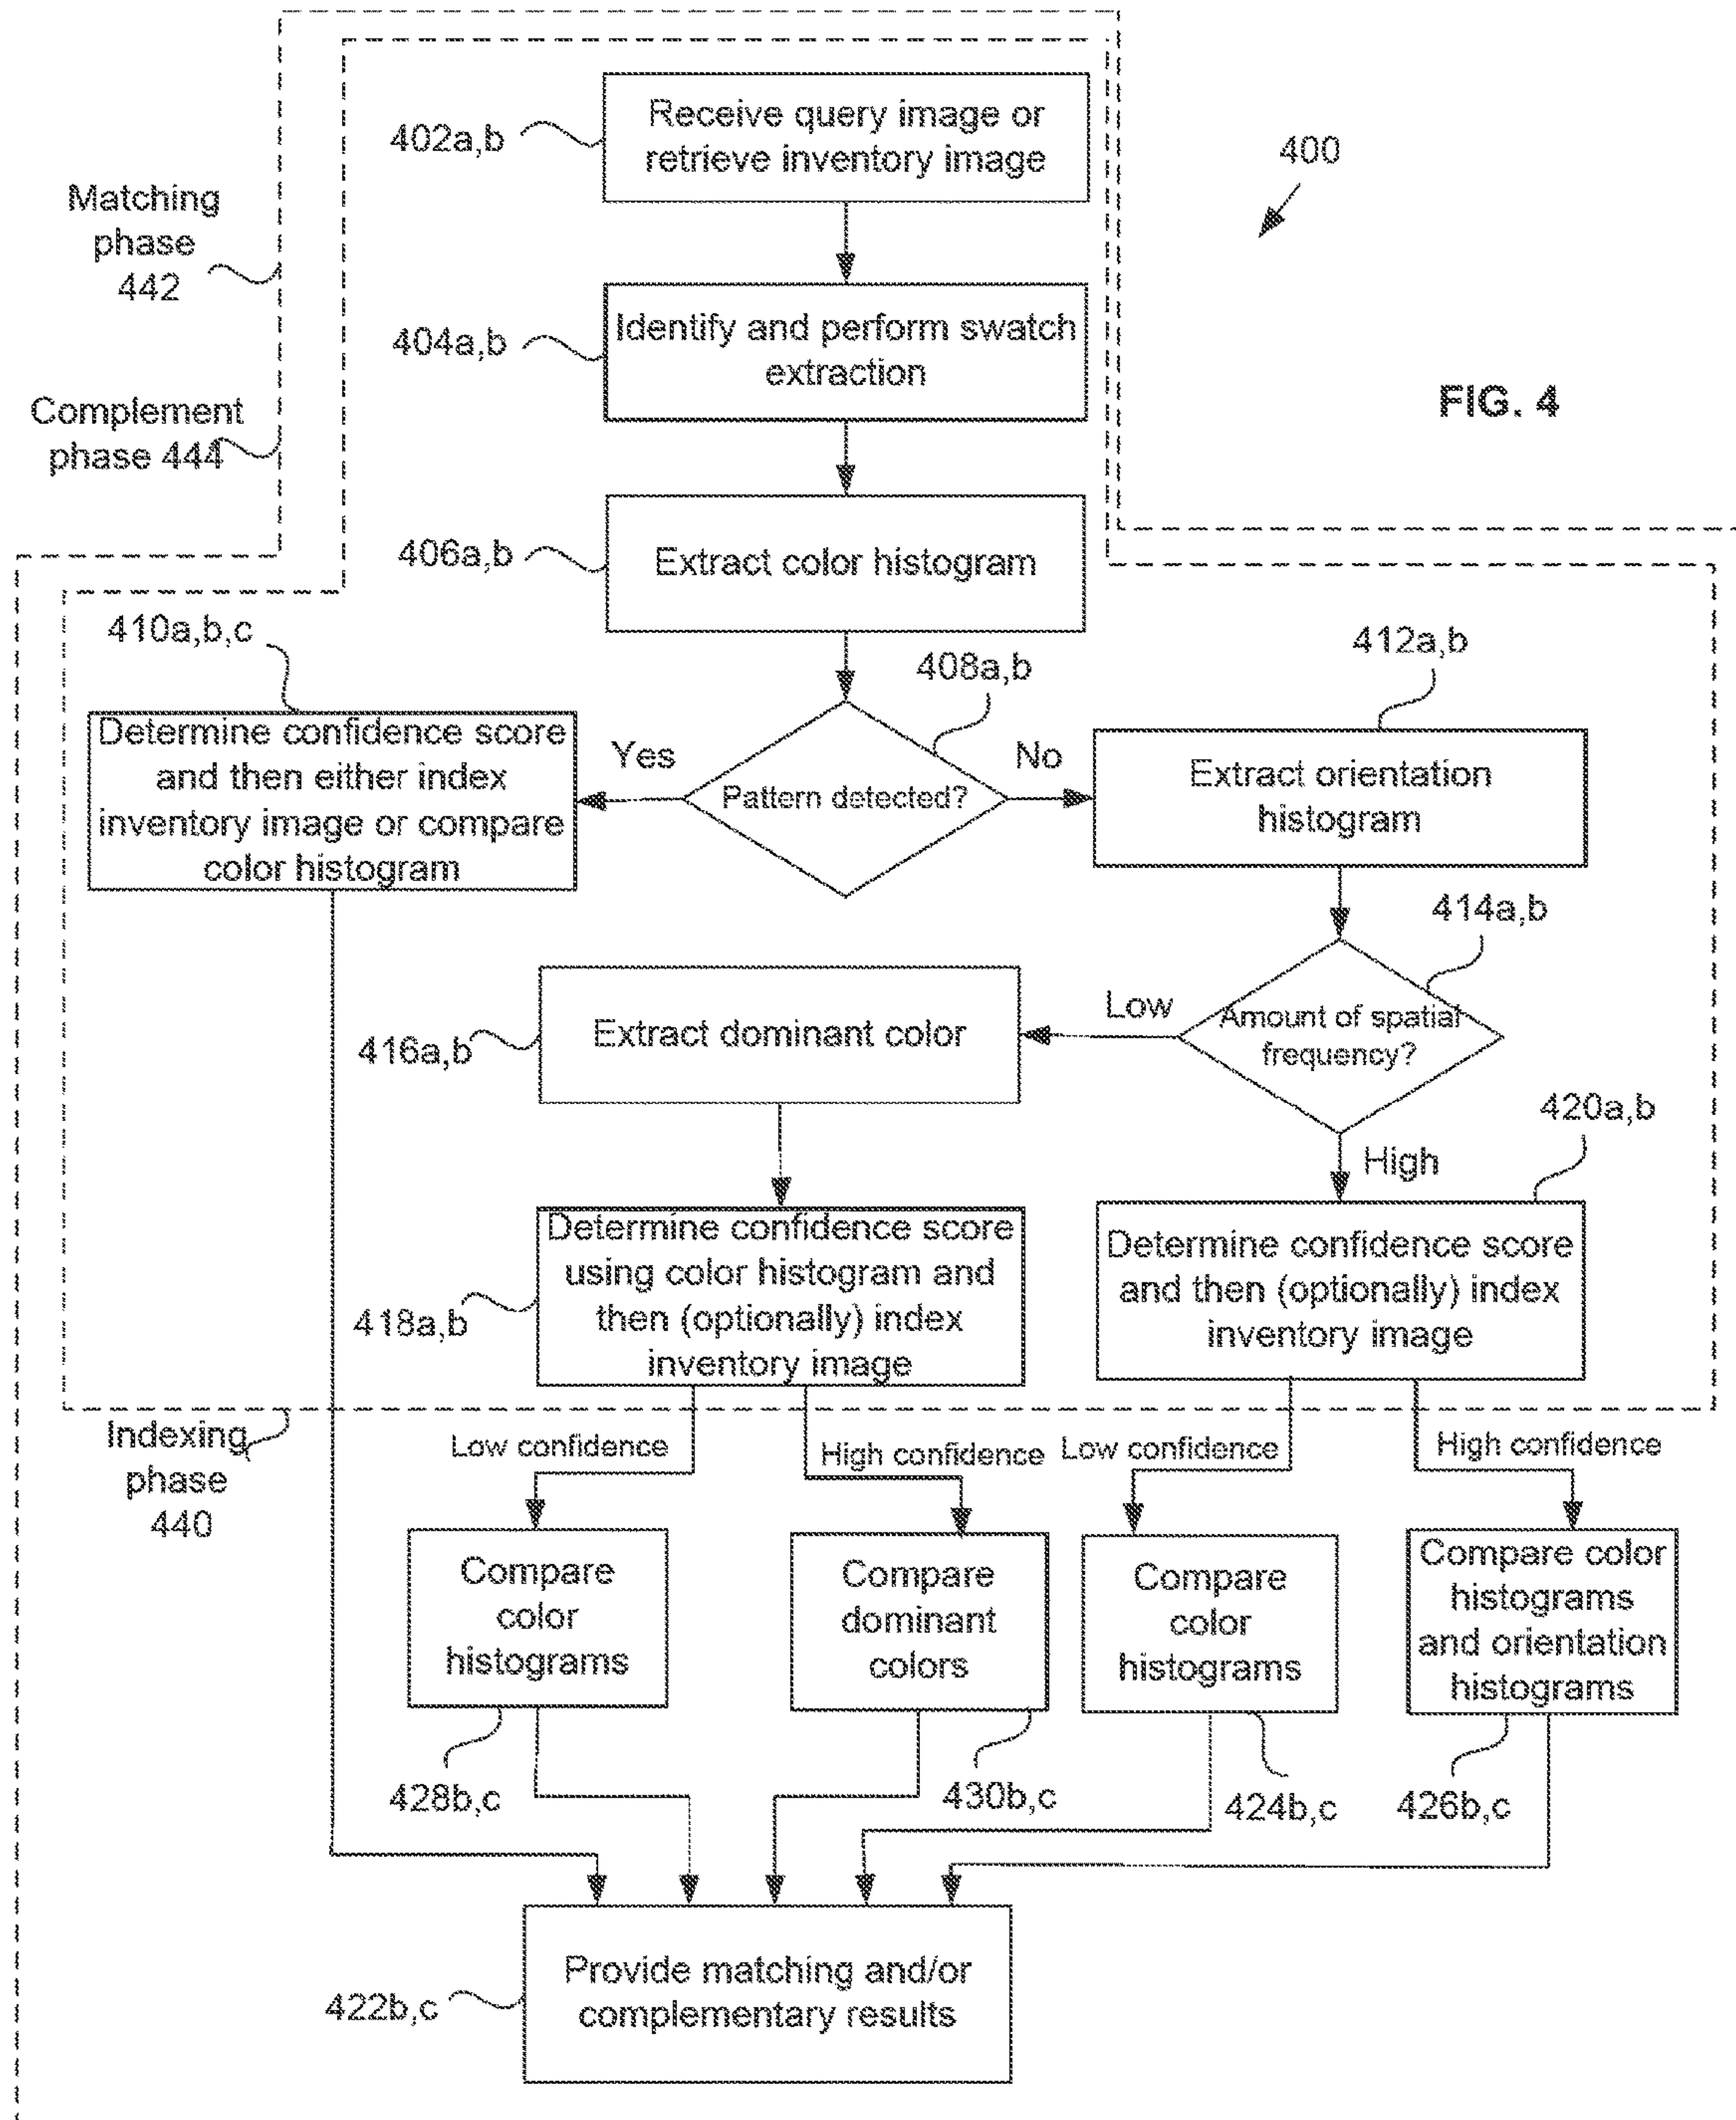 Receive query image or
retrieve inventory image
402a,b
400
Matching
phase
442
Identify and perform swatch
extraction
404a,b
FIG. 4
Complement
phase 444
Extract color histogram
406a,b
410a,b,c
408a,b
412a,b
Determine confidence score
and then either index
inventory image or compare
color histogram
Yes
Pattern detected?
No
Extract orientation
histogram
414a,b
Extract dominant color
416a,b
Low
Amount of spatial
frequency?
420a,b
High
Determine confidence score
using color histogram and
then (optionally) index
inventory image
418a,b
Determine confidence score
and then (optionally) index
inventory image
Indexing
phase
440
Low confidence
High confidence
Low confidence
High confidence
Compare
color
histograms
Compare
dominant
colors
Compare
color
histograms
Compare color
histograms
and orientation
histograms
428b,c
430b,c
424b,c
426b,c
Provide matching and/or
complementary results
422b,c